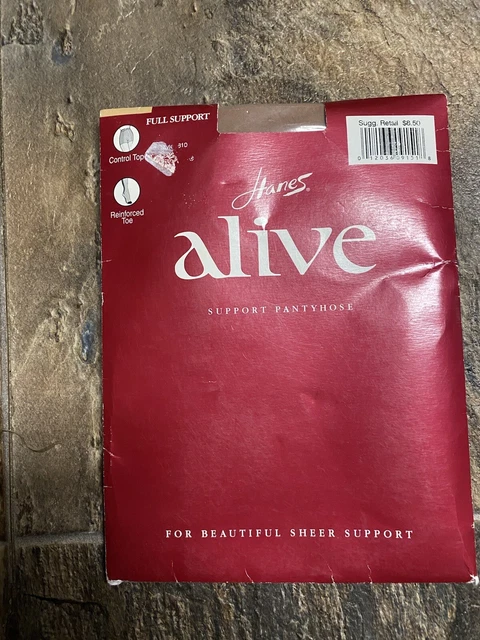 FULL SUPPORT
Control Top
Reinforced
Toe
Sugg. Retail $8.50
Hanes®
alive
SUPPORT PANTYHOSE
FOR BEAUTIFUL SHEER SUPPORT